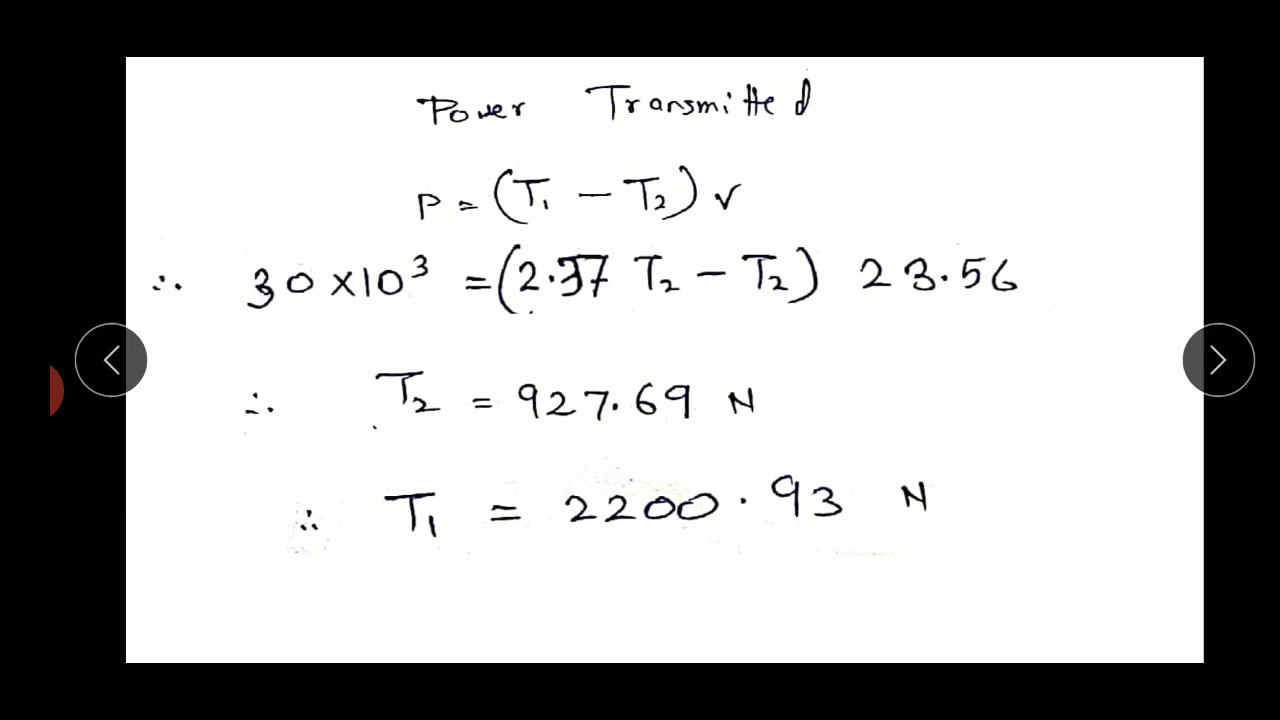 Power Transmitted
P = (T₁ − T₂) v
∴ 30 × 10³ = (2.37 T₂ − T₂) 23.56
∴ T₂ = 927.69 N
∴ T₁ = 2200.93 N